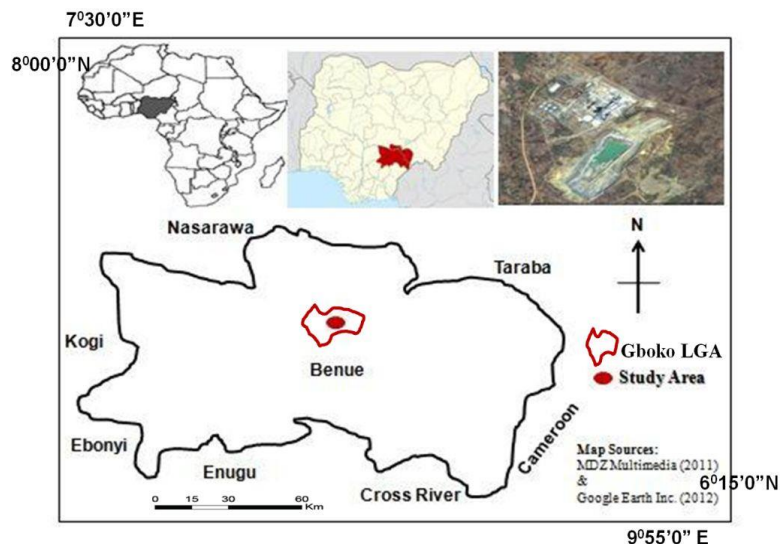 7⁰30'0"E
8⁰00'0"N
Nasarawa
N
Taraba
Kogi
Gboko LGA
Benue
Study Area
Ebonyi
Enugu
Cameroon
Cross River
Map Sources:
MDZ Multimedia (2011)
&
Google Earth Inc. (2012)
6⁰15'0"N
0 15 30 60
Km
9⁰55'0" E